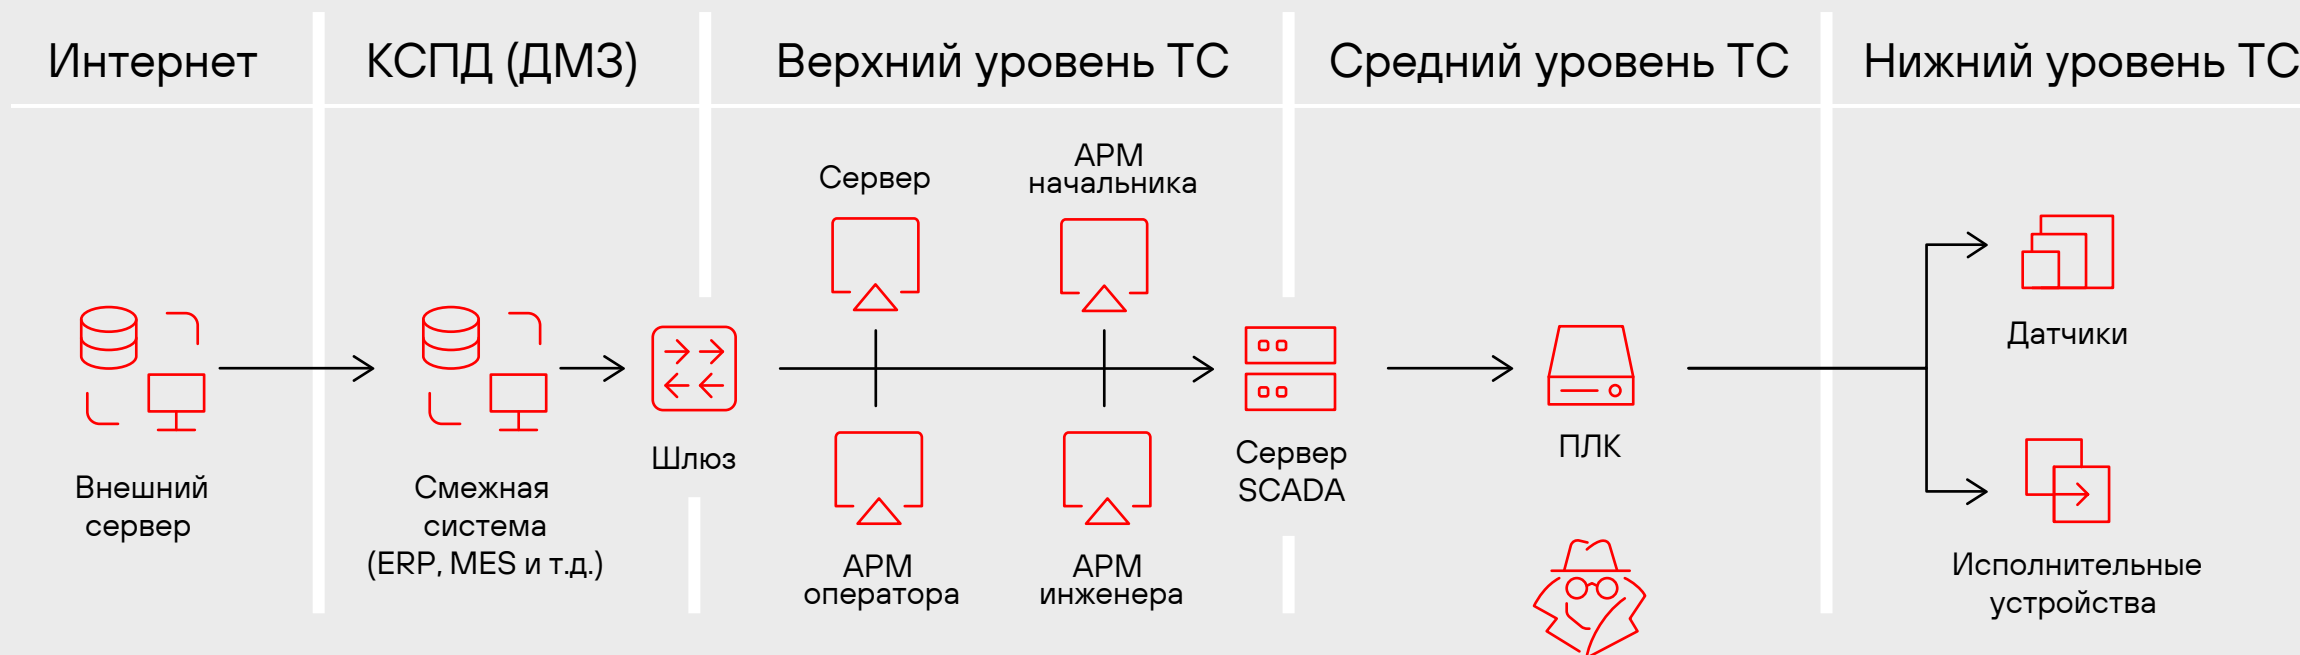 Интернет
КСПД (ДМЗ)
Верхний уровень ТС
Средний уровень ТС
Нижний уровень ТС
Внешний
сервер
Смежная
система
(ERP, MES и т.д.)
Шлюз
Сервер
АРМ
начальника
АРМ
оператора
АРМ
инженера
Сервер
SCADA
ПЛК
Датчики
Исполнительные
устройства